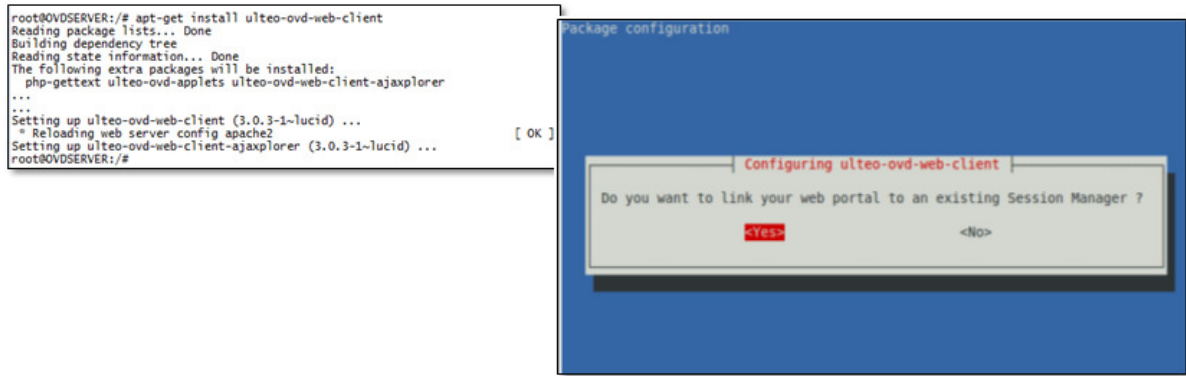 root@OVDSERVER:/# apt-get install ulteo-ovd-web-client
Reading package lists... Done
Building dependency tree
Reading state information... Done
The following extra packages will be installed:
  php-gettext ulteo-ovd-applets ulteo-ovd-web-client-ajaxplorer
...
...
Setting up ulteo-ovd-web-client (3.0.3-1~lucid) ...
 * Reloading web server config apache2 [ OK ]
Setting up ulteo-ovd-web-client-ajaxplorer (3.0.3-1~lucid) ...
root@OVDSERVER:/#
Package configuration
Configuring ulteo-ovd-web-client
Do you want to link your web portal to an existing Session Manager ?
<Yes> <No>